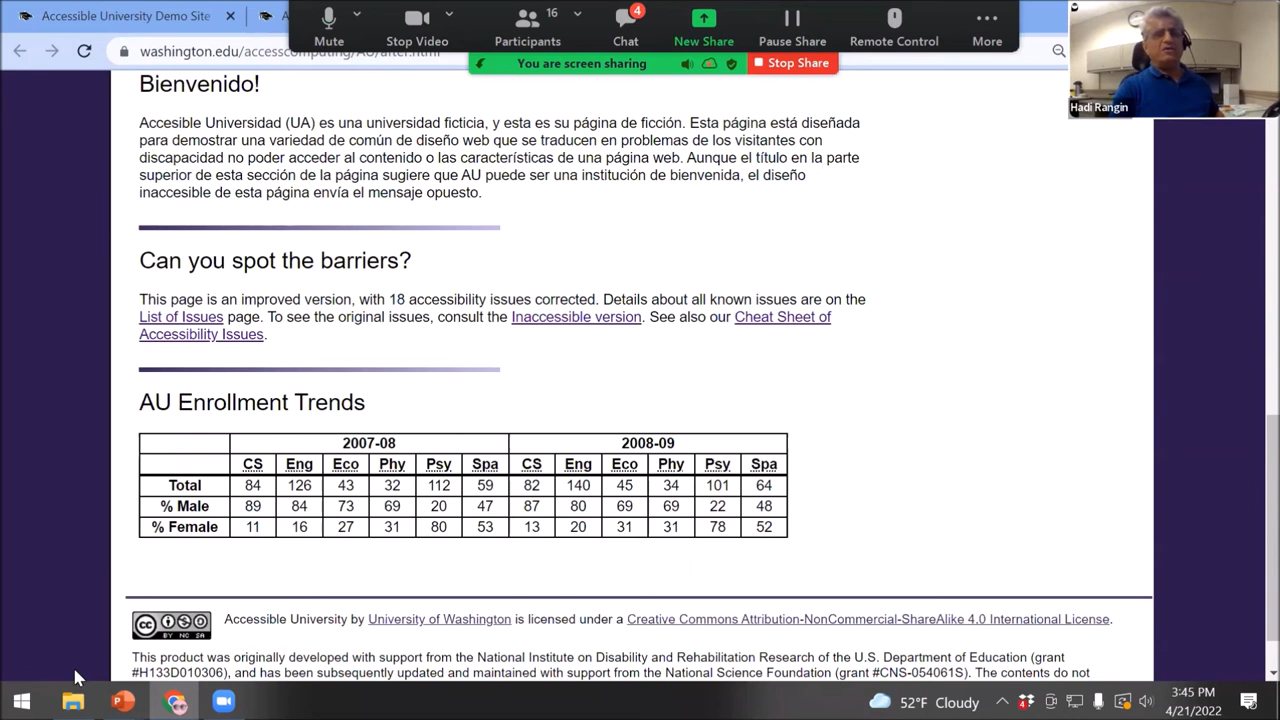 Accessible University Demo Site
A
Mute
Stop Video
16
Participants
4
Chat
New Share
Pause Share
Remote Control
More
You are screen sharing
Stop Share
washington.edu/accesscomputing/AU/after.html
Hadi Rangin
Bienvenido!
Accesible Universidad (UA) es una universidad ficticia, y esta es su página de ficción. Esta página está diseñada
para demostrar una variedad de común de diseño web que se traducen en problemas de los visitantes con
discapacidad no poder acceder al contenido o las características de una página web. Aunque el título en la parte
superior de esta sección de la página sugiere que AU puede ser una institución de bienvenida, el diseño
inaccesible de esta página envía el mensaje opuesto.
Can you spot the barriers?
This page is an improved version, with 18 accessibility issues corrected. Details about all known issues are on the
List of Issues page. To see the original issues, consult the Inaccessible version. See also our Cheat Sheet of
Accessibility Issues.
AU Enrollment Trends
2007-08 2008-09
CS Eng Eco Phy Psy Spa CS Eng Eco Phy Psy Spa
Total 84 126 43 32 112 59 82 140 45 34 101 64
% Male 89 84 73 69 20 47 87 80 69 69 22 48
% Female 11 16 27 31 80 53 13 20 31 31 78 52
CC BY NC SA
Accessible University by University of Washington is licensed under a Creative Commons Attribution-NonCommercial-ShareAlike 4.0 International License.
This product was originally developed with support from the National Institute on Disability and Rehabilitation Research of the U.S. Department of Education (grant
#H133D010306), and has been subsequently updated and maintained with support from the National Science Foundation (grant #CNS-054061S). The contents do not
52°F Cloudy
4
3:45 PM
4/21/2022